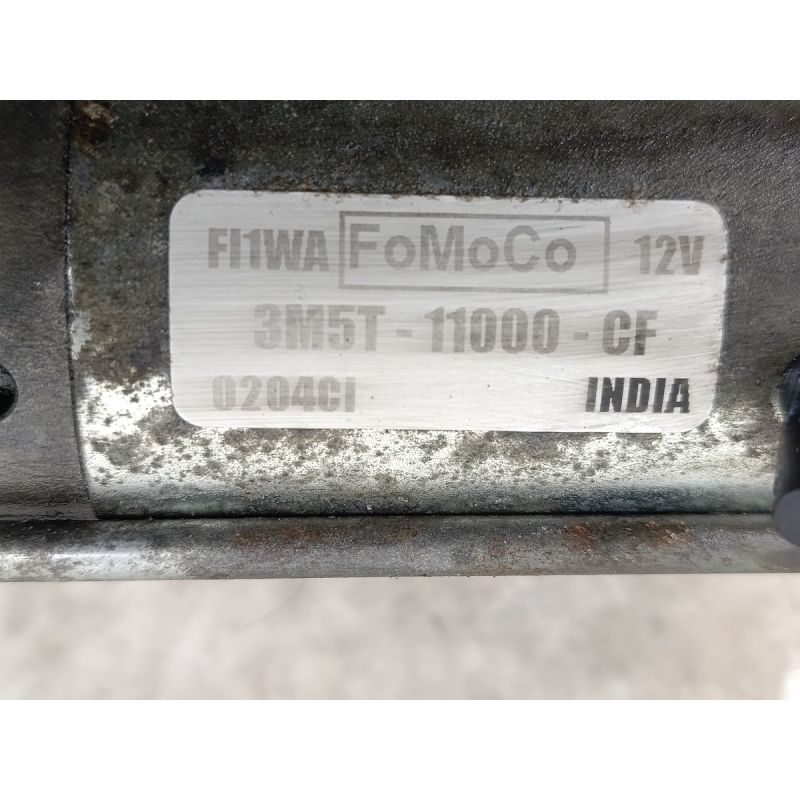 FI1WA FoMoCo 12V
3M5T - 11000 - CF
0204CI INDIA